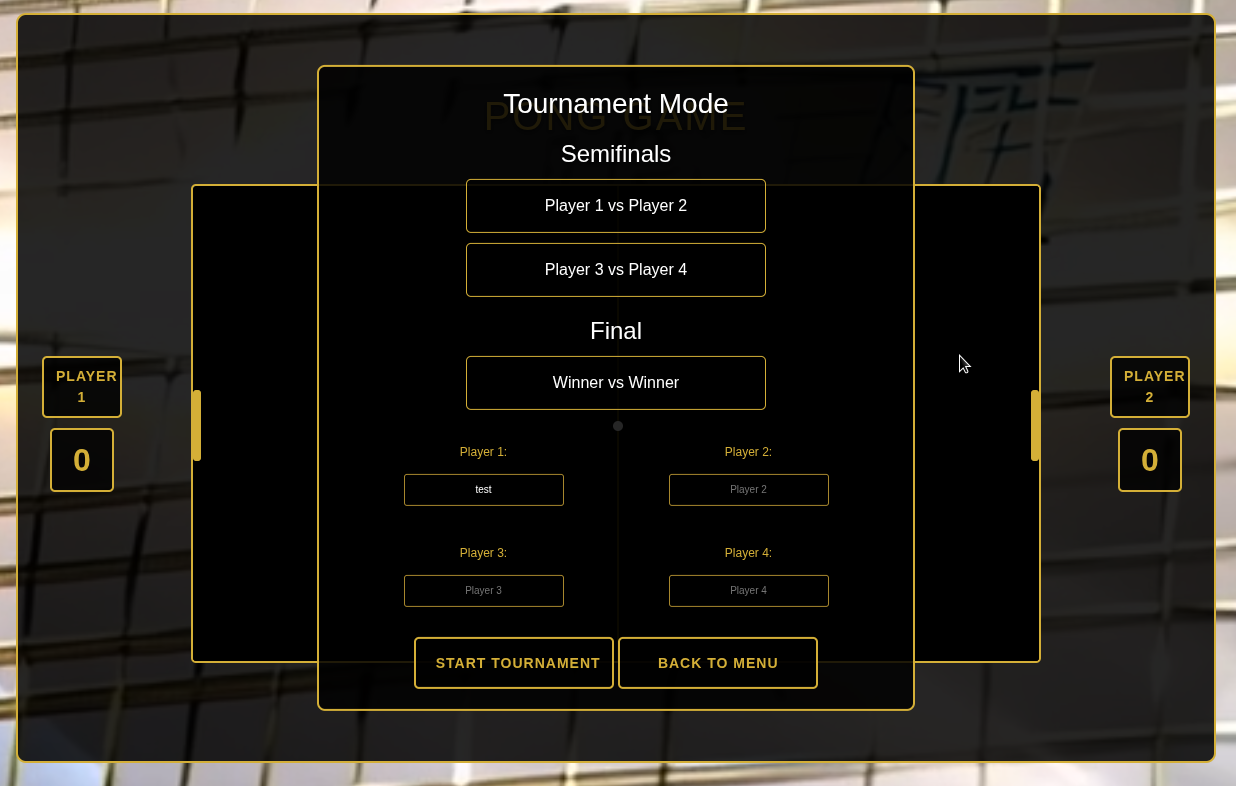 Tournament Mode
PONG GAME
Semifinals
Player 1 vs Player 2
Player 3 vs Player 4
Final
Winner vs Winner
PLAYER
1
0
PLAYER
2
0
Player 1:
test
Player 2:
Player 2
Player 3:
Player 3
Player 4:
Player 4
START TOURNAMENT
BACK TO MENU